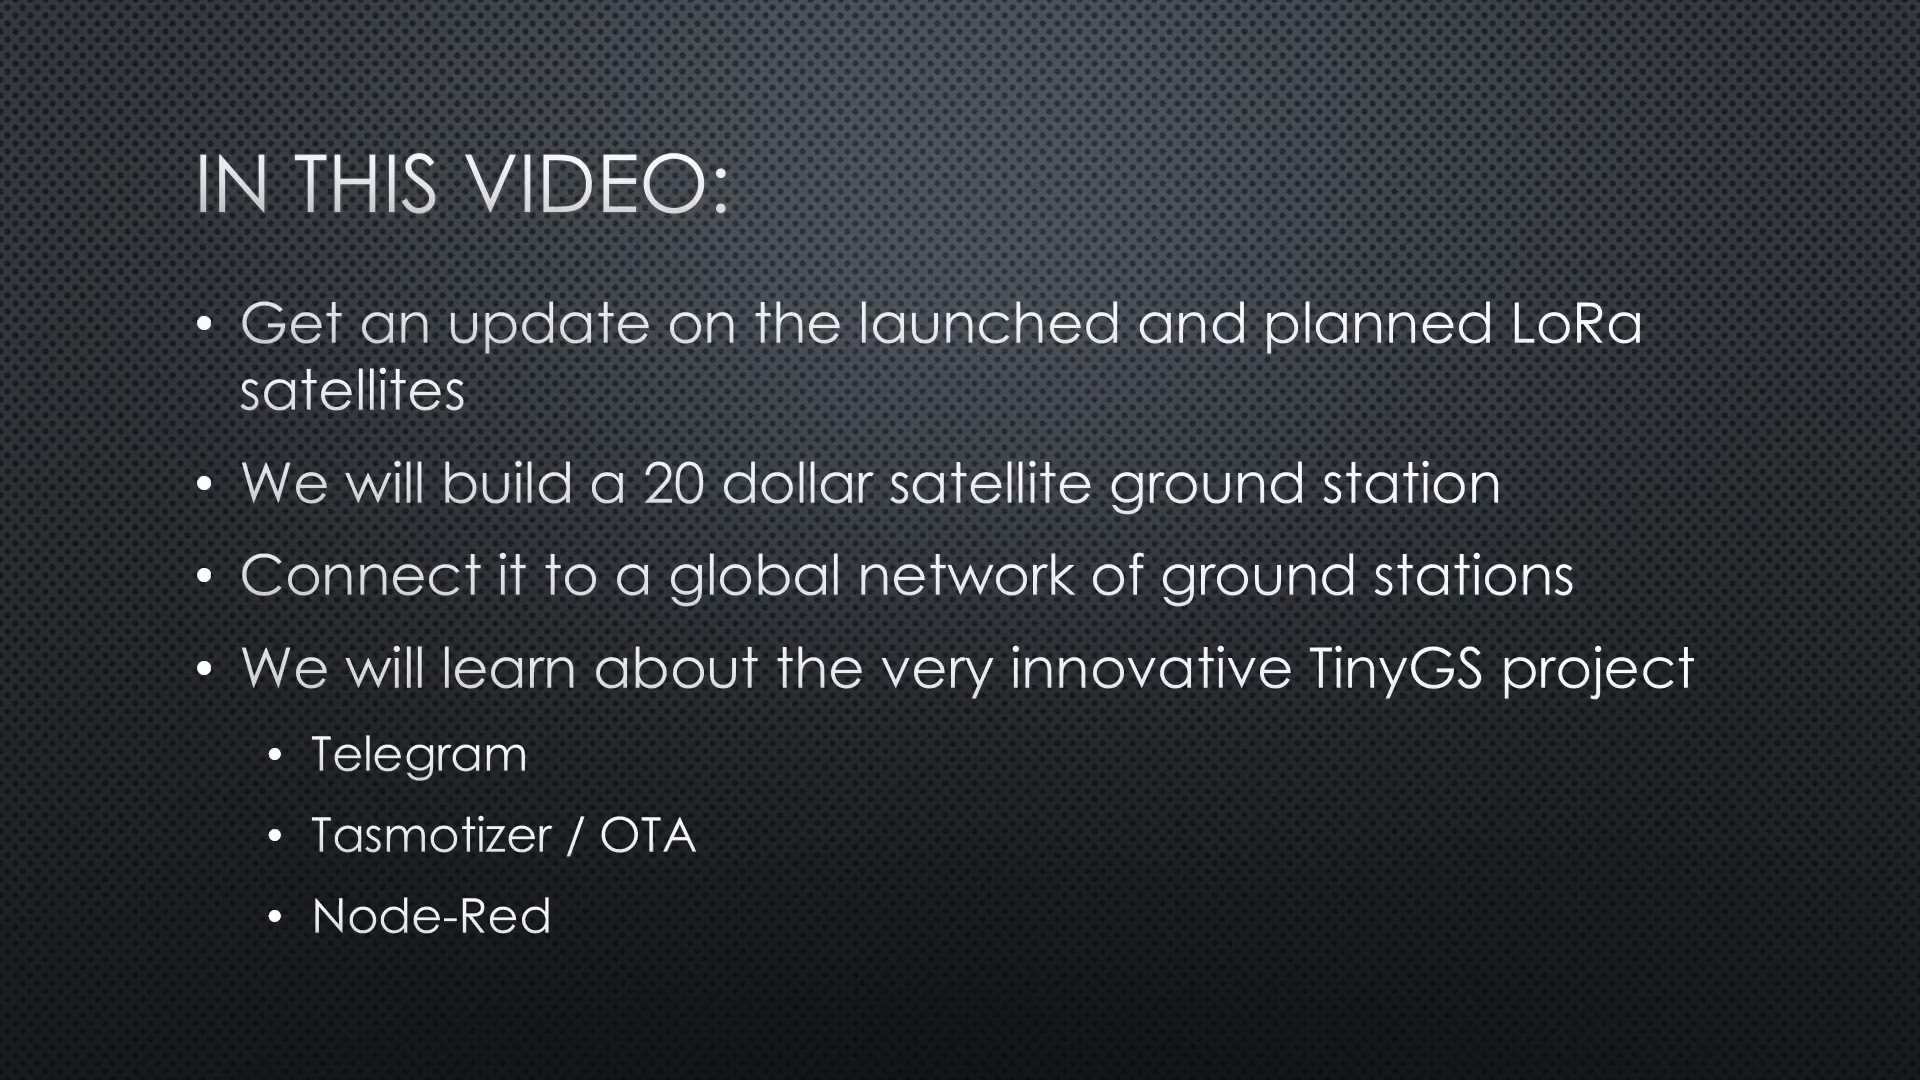 IN THIS VIDEO:
• Get an update on the launched and planned LoRa
satellites
• We will build a 20 dollar satellite ground station
• Connect it to a global network of ground stations
• We will learn about the very innovative TinyGS project
• Telegram
• Tasmotizer / OTA
• Node-Red